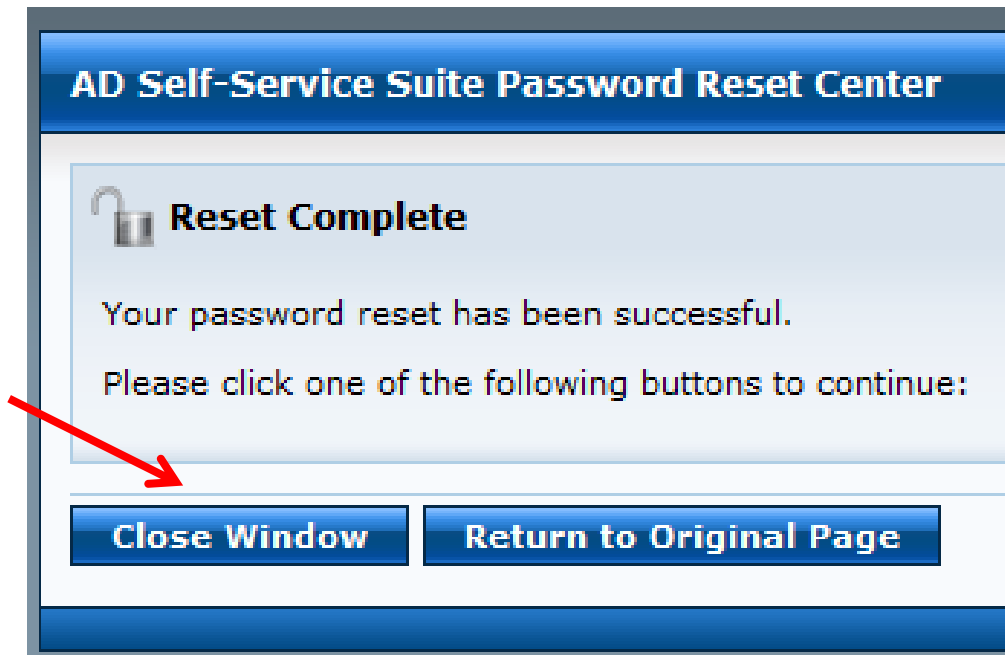 AD Self-Service Suite Password Reset Center
Reset Complete
Your password reset has been successful.
Please click one of the following buttons to continue:
Close Window
Return to Original Page